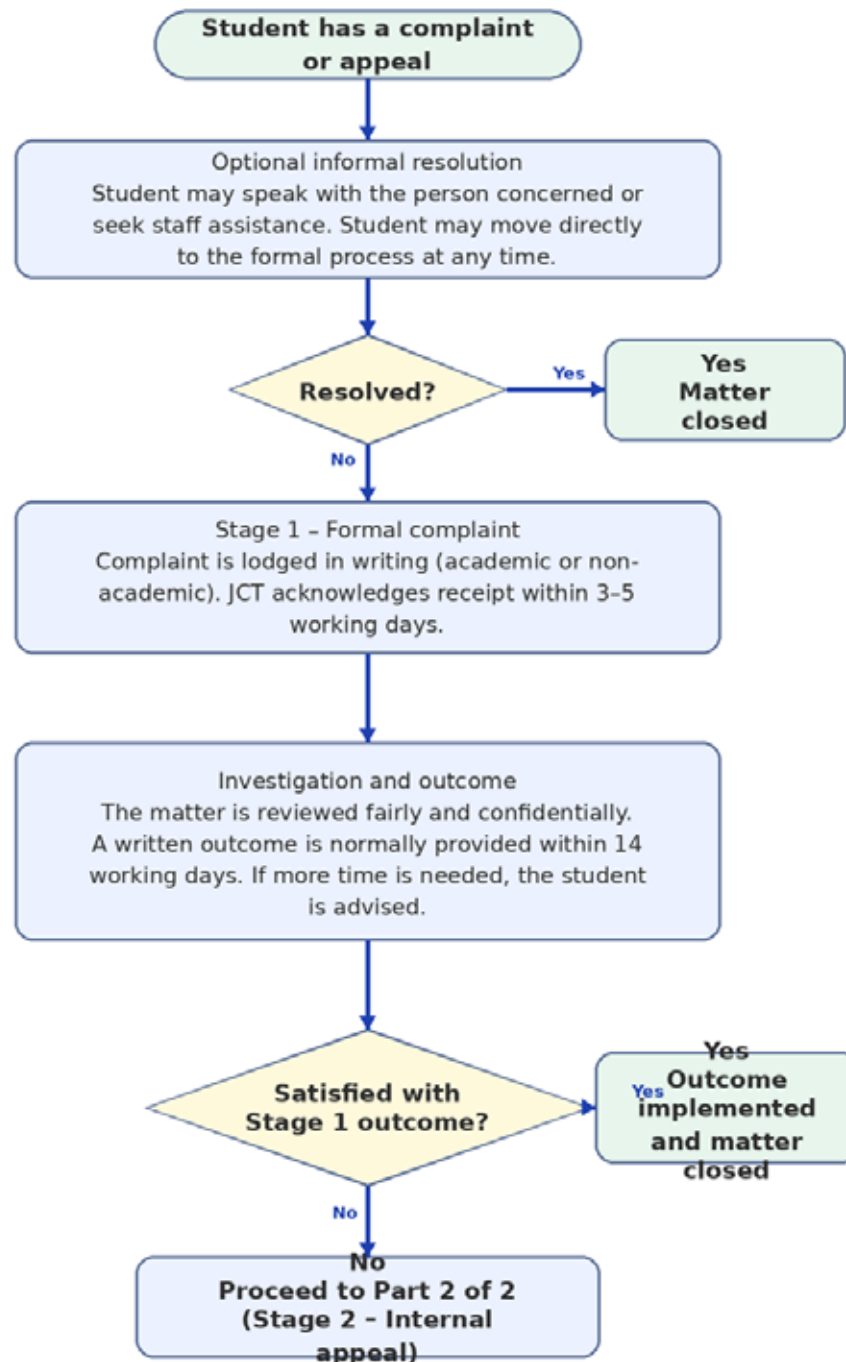 Student has a complaint
or appeal
Optional informal resolution
Student may speak with the person concerned or
seek staff assistance. Student may move directly
to the formal process at any time.
Resolved?
Yes
Yes
Matter
closed
No
Stage 1 – Formal complaint
Complaint is lodged in writing (academic or non-
academic). JCT acknowledges receipt within 3–5
working days.
Investigation and outcome
The matter is reviewed fairly and confidentially.
A written outcome is normally provided within 14
working days. If more time is needed, the student
is advised.
Satisfied with
Stage 1 outcome?
Yes
Yes
Outcome
implemented
and matter
closed
No
No
Proceed to Part 2 of 2
(Stage 2 – Internal
appeal)